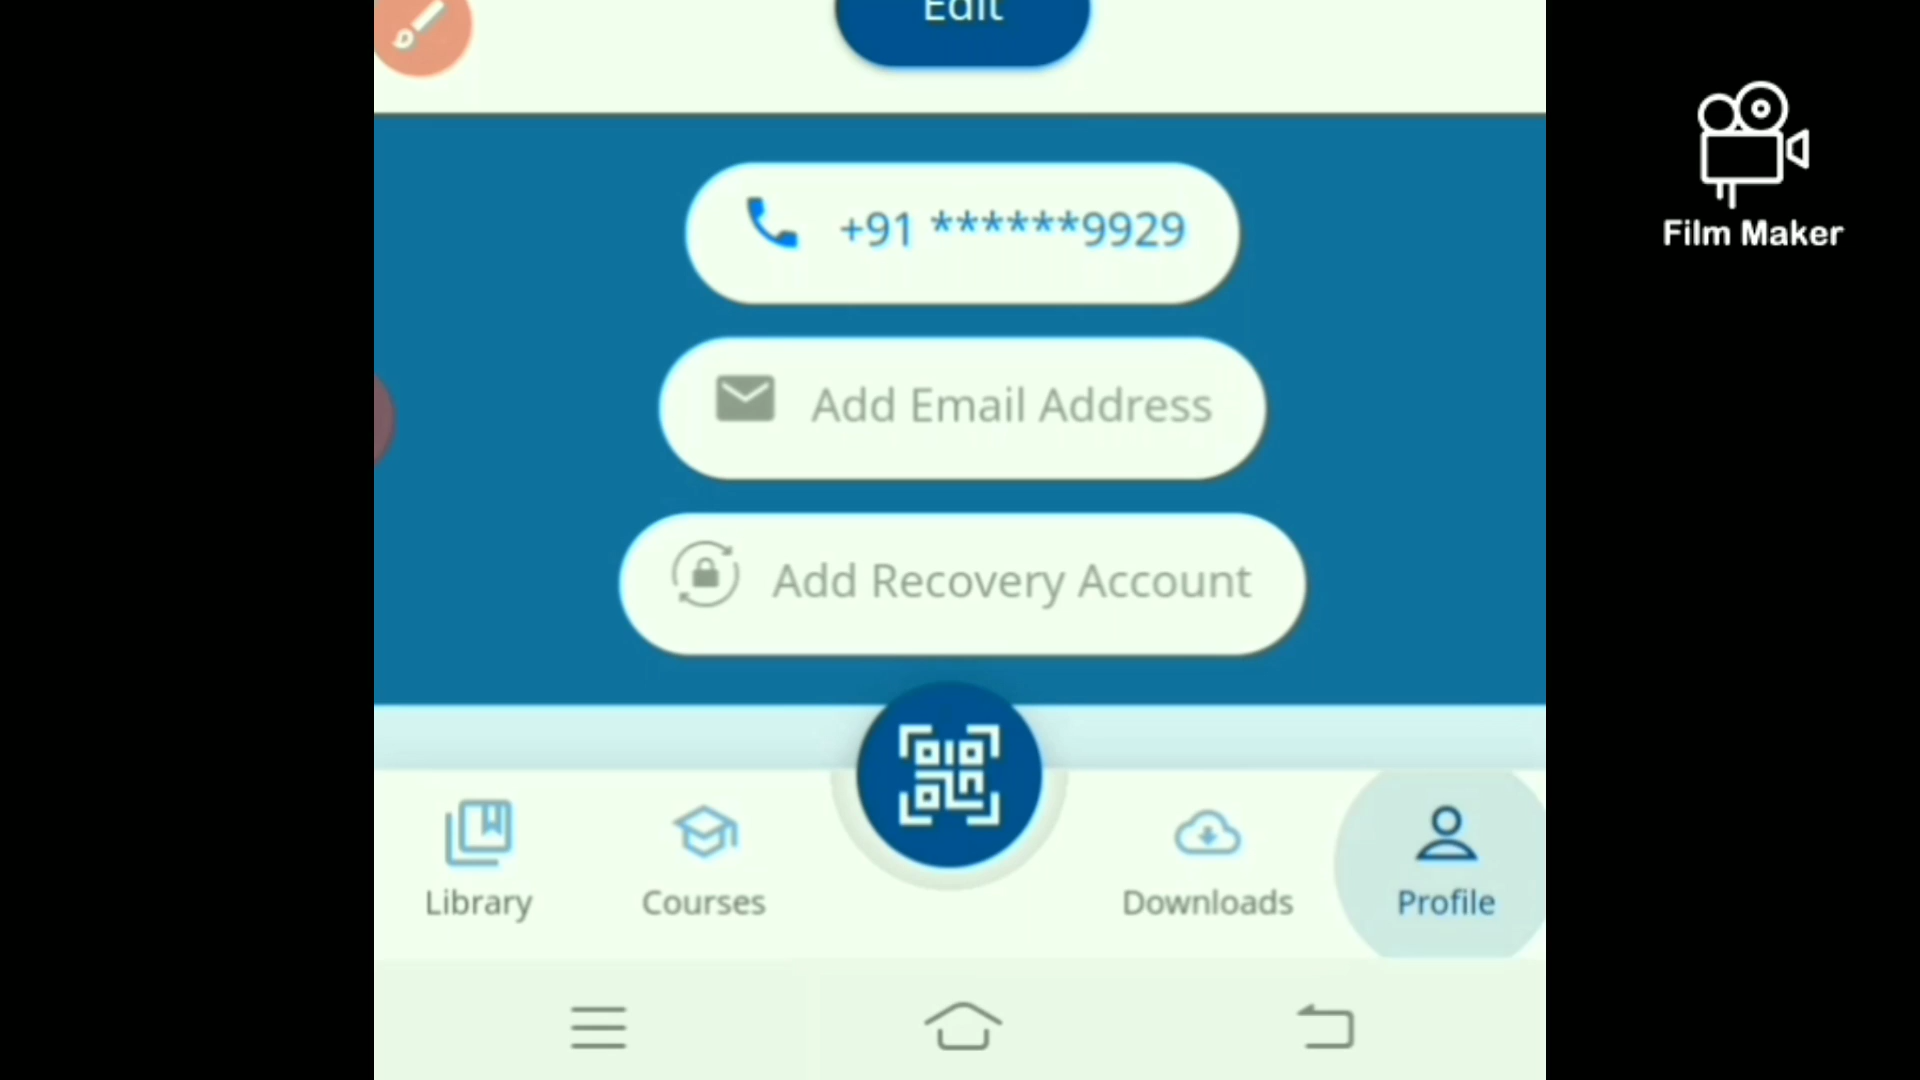 Edit
Film Maker
+91 ******9929
Add Email Address
Add Recovery Account
Library
Courses
Downloads
Profile